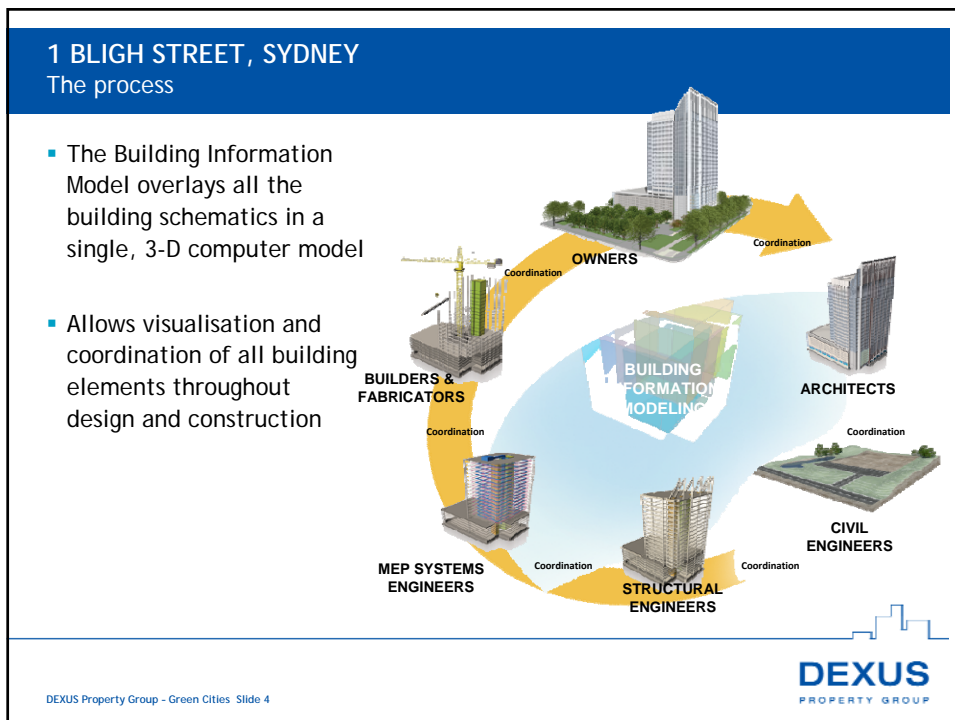 1 BLIGH STREET, SYDNEY
The process
▪ The Building Information
Model overlays all the
building schematics in a
single, 3-D computer model
▪ Allows visualisation and
coordination of all building
elements throughout
design and construction
OWNERS
Coordination
Coordination
ARCHITECTS
Coordination
CIVIL
ENGINEERS
Coordination
STRUCTURAL
ENGINEERS
Coordination
MEP SYSTEMS
ENGINEERS
Coordination
BUILDERS &
FABRICATORS
BUILDING
INFORMATION
MODELING
DEXUS Property Group - Green Cities Slide 4
DEXUS
PROPERTY GROUP